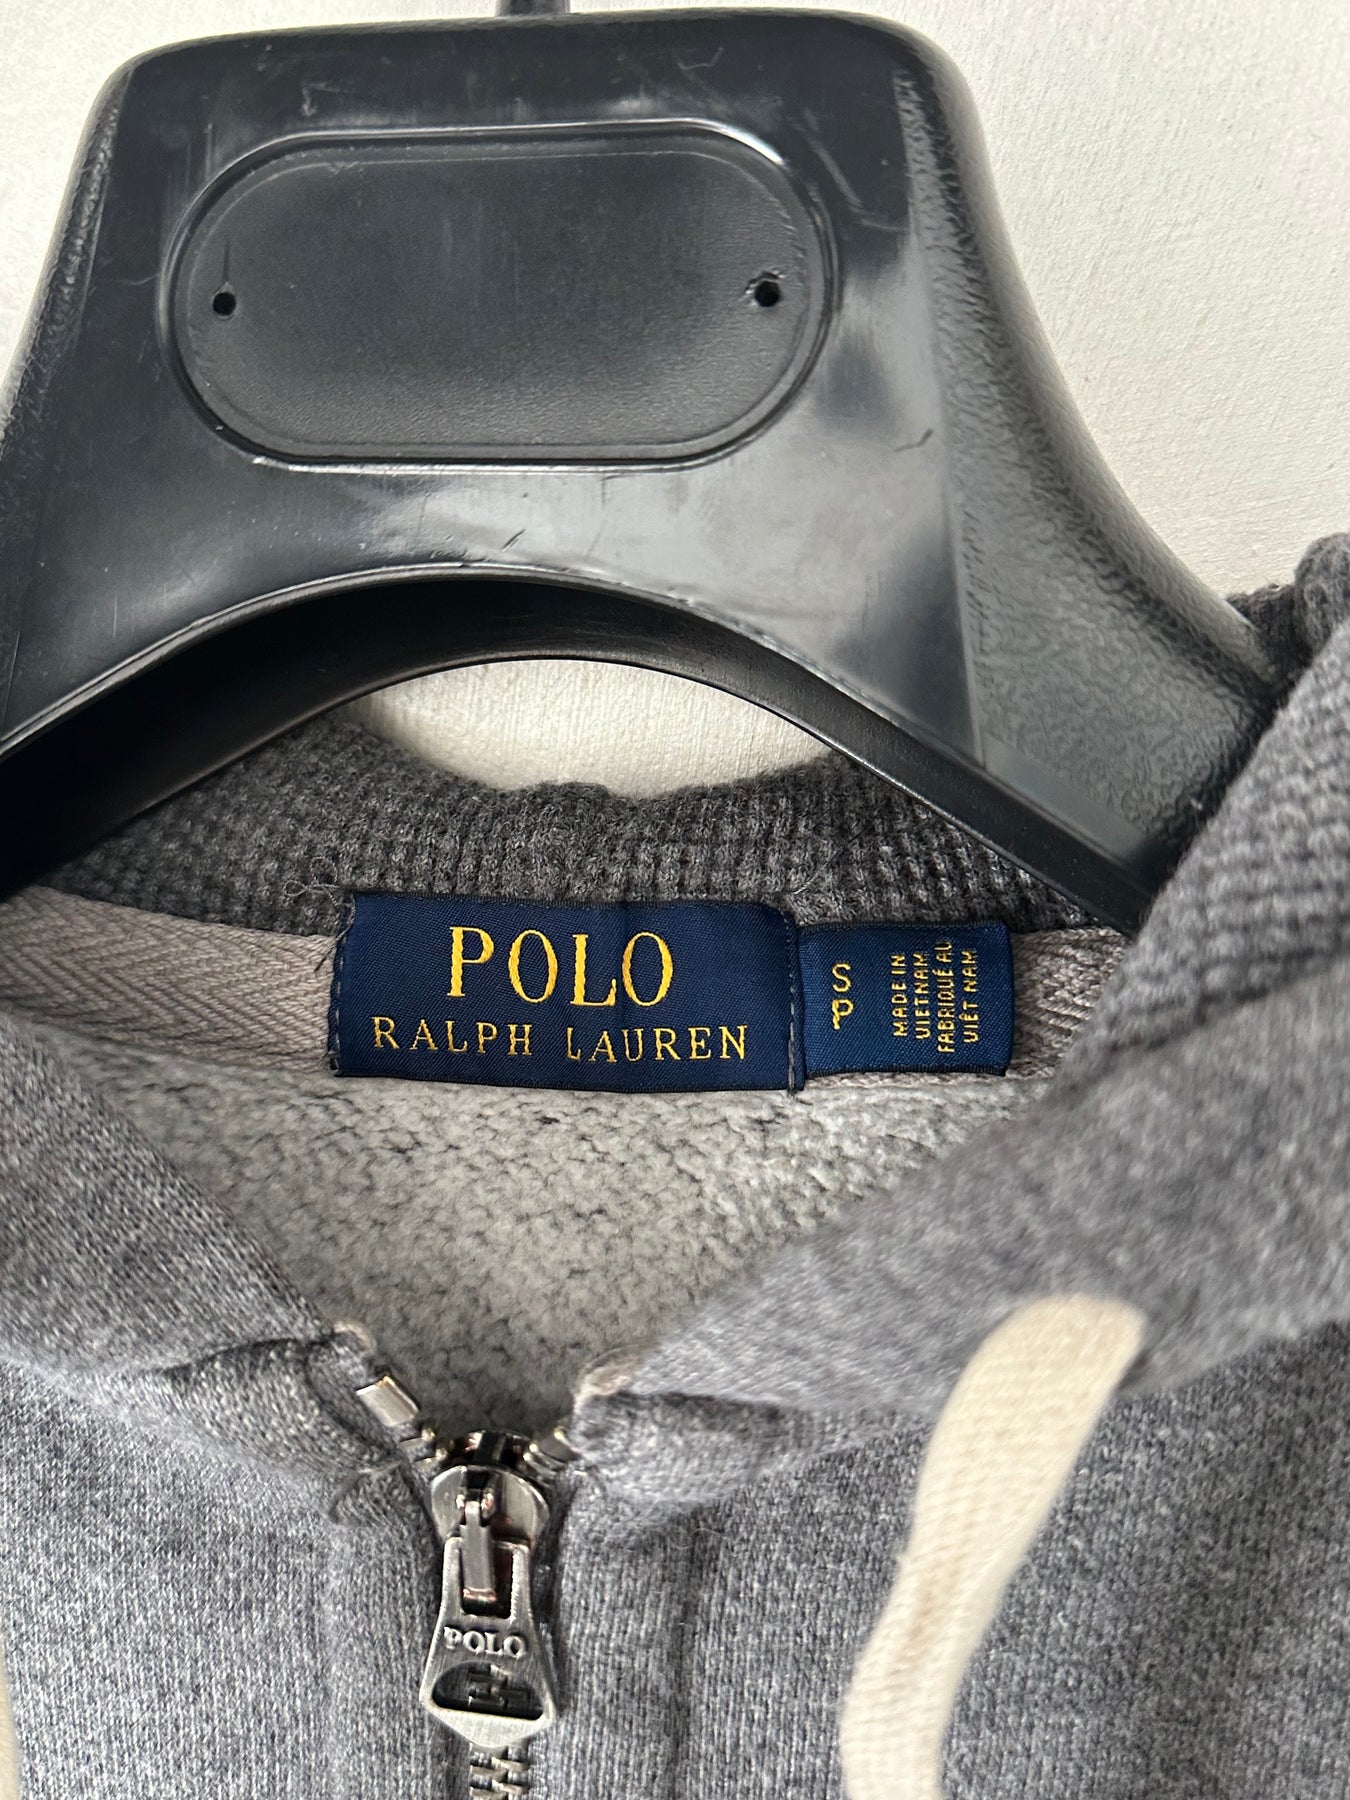 POLO
RALPH LAUREN
S
P
MADE IN
VIETNAM
FABRIQUÉ AU
VIÊT NAM
POLO